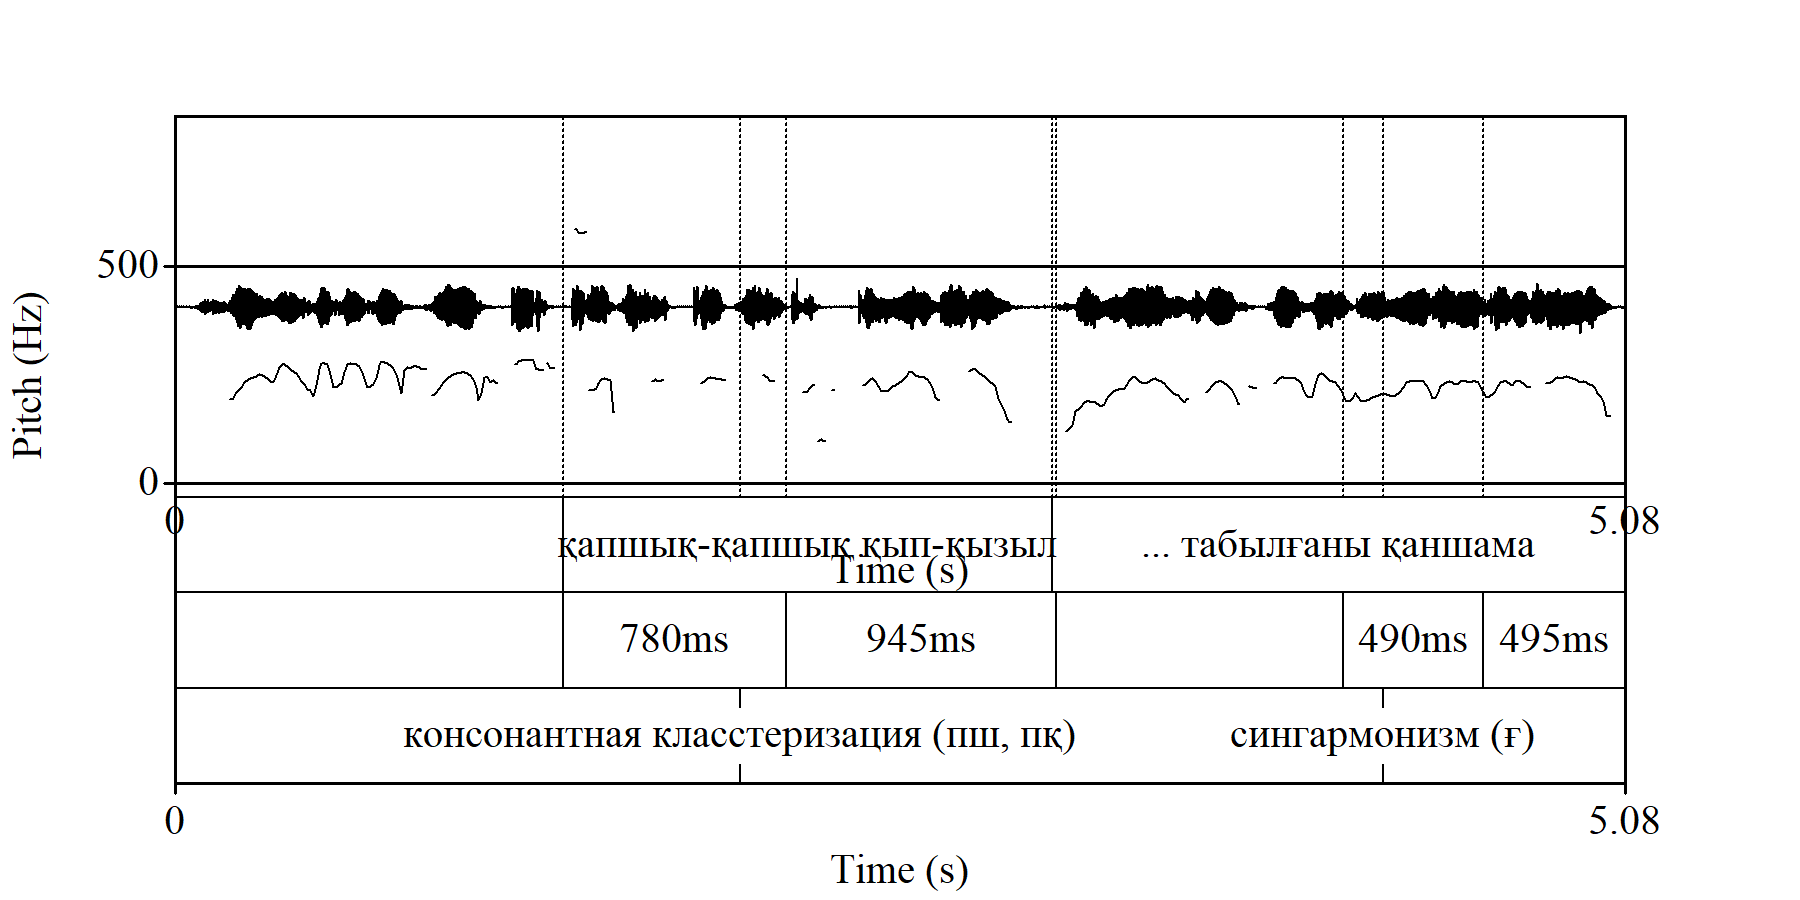 500
Pitch (Hz)
0
0 5.08
қапшық-қапшық қып-қызыл ... табылғаны қаншама
Time (s)
780ms 945ms 490ms 495ms
консонантная класстеризация (пш, пқ) сингармонизм (ғ)
0 5.08
Time (s)